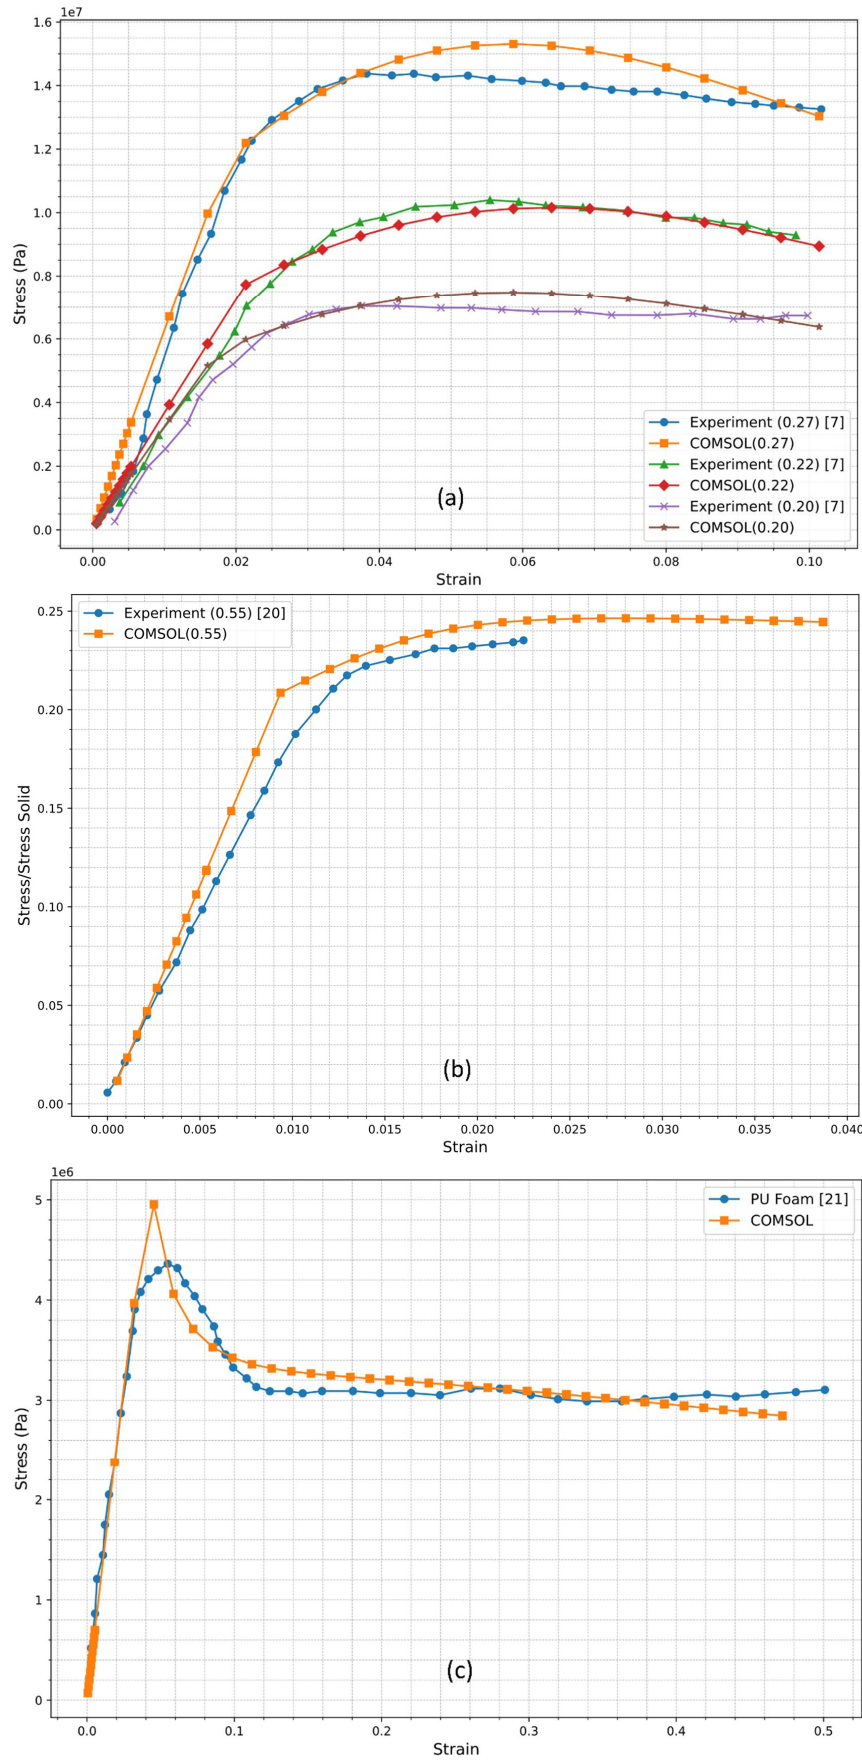 1e7
1.6
1.4
1.2
1.0
0.8
0.6
0.4
0.2
0.0
Stress (Pa)
Experiment (0.27) [7]
COMSOL(0.27)
Experiment (0.22) [7]
COMSOL(0.22)
Experiment (0.20) [7]
COMSOL(0.20)
(a)
0.00 0.02 0.04 0.06 0.08 0.10
Strain
Experiment (0.55) [20]
COMSOL(0.55)
0.25
0.20
0.15
0.10
0.05
0.00
Stress/Stress Solid
(b)
0.000 0.005 0.010 0.015 0.020 0.025 0.030 0.035 0.040
Strain
1e6
5
4
3
2
1
0
Stress (Pa)
PU Foam [21]
COMSOL
(c)
0.0 0.1 0.2 0.3 0.4 0.5
Strain